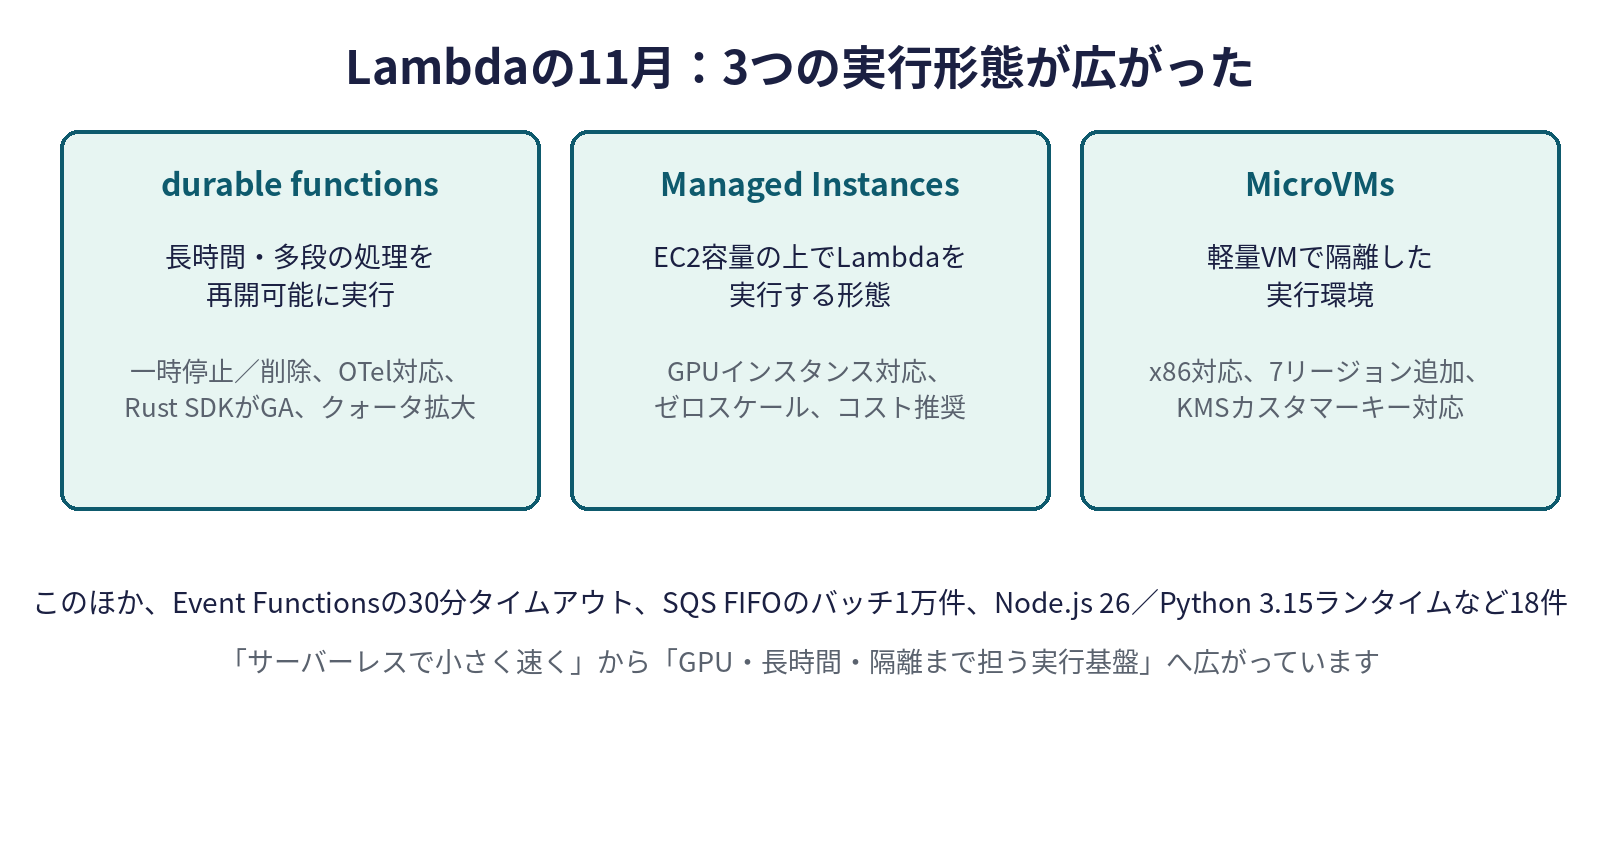 Lambdaの11月：3つの実行形態が広がった
durable functions
長時間・多段の処理を
再開可能に実行
一時停止／削除、OTel対応、
Rust SDKがGA、クォータ拡大
Managed Instances
EC2容量の上でLambdaを
実行する形態
GPUインスタンス対応、
ゼロスケール、コスト推奨
MicroVMs
軽量VMで隔離した
実行環境
x86対応、7リージョン追加、
KMSカスタマーキー対応
このほか、Event Functionsの30分タイムアウト、SQS FIFOのバッチ1万件、Node.js 26／Python 3.15ランタイムなど18件
「サーバーレスで小さく速く」から「GPU・長時間・隔離まで担う実行基盤」へ広がっています